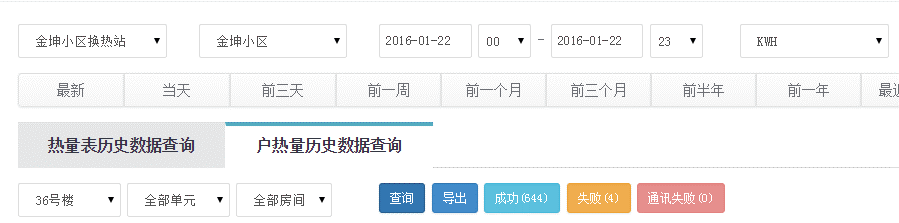 金坤小区换热站 金坤小区 2016-01-22 00 - 2016-01-22 23 KWH
最新 当天 前三天 前一周 前一个月 前三个月 前半年 前一年 最近
热量表历史数据查询 户热量历史数据查询
36号楼 全部单元 全部房间 查询 导出 成功(644) 失败(4) 通讯失败(0)